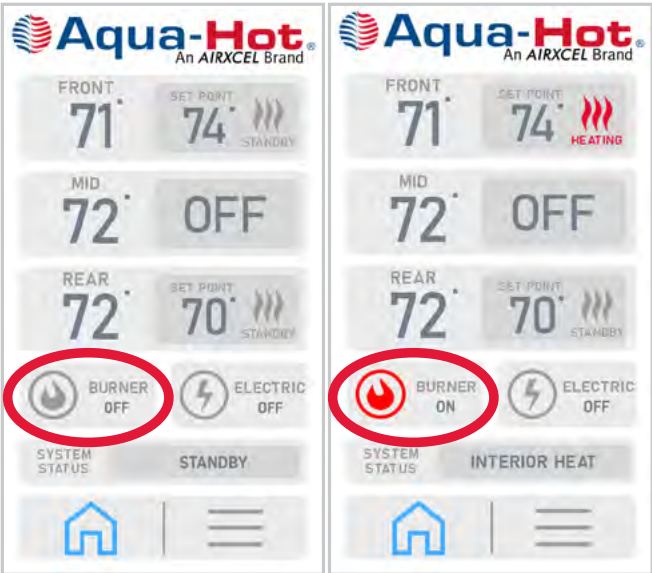 Aqua-Hot®
An AIRXCEL Brand
FRONT
71°
SET POINT
74°
STANDBY
MID
72°
OFF
REAR
72°
SET POINT
70°
STANDBY
BURNER
OFF
ELECTRIC
OFF
SYSTEM
STATUS
STANDBY
Aqua-Hot®
An AIRXCEL Brand
FRONT
71°
SET POINT
74°
HEATING
MID
72°
OFF
REAR
72°
SET POINT
70°
STANDBY
BURNER
ON
ELECTRIC
OFF
SYSTEM
STATUS
INTERIOR HEAT